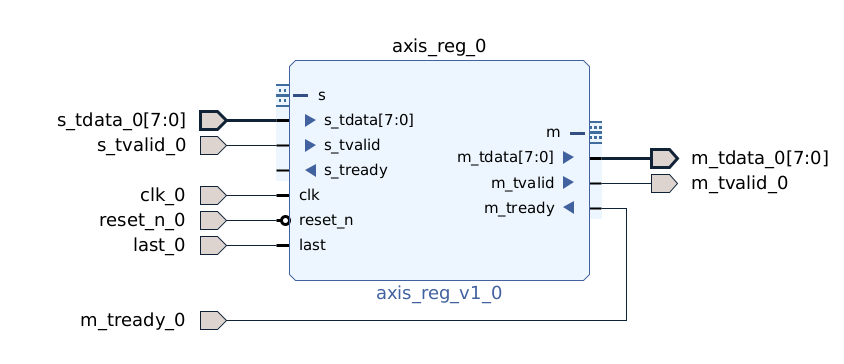 axis_reg_0
s
s_tdata_0[7:0]
s_tdata[7:0]
s_tvalid_0
s_tvalid
s_tready
clk_0
clk
reset_n_0
reset_n
last_0
last
m
m_tdata[7:0]
m_tdata_0[7:0]
m_tvalid
m_tvalid_0
m_tready
axis_reg_v1_0
m_tready_0